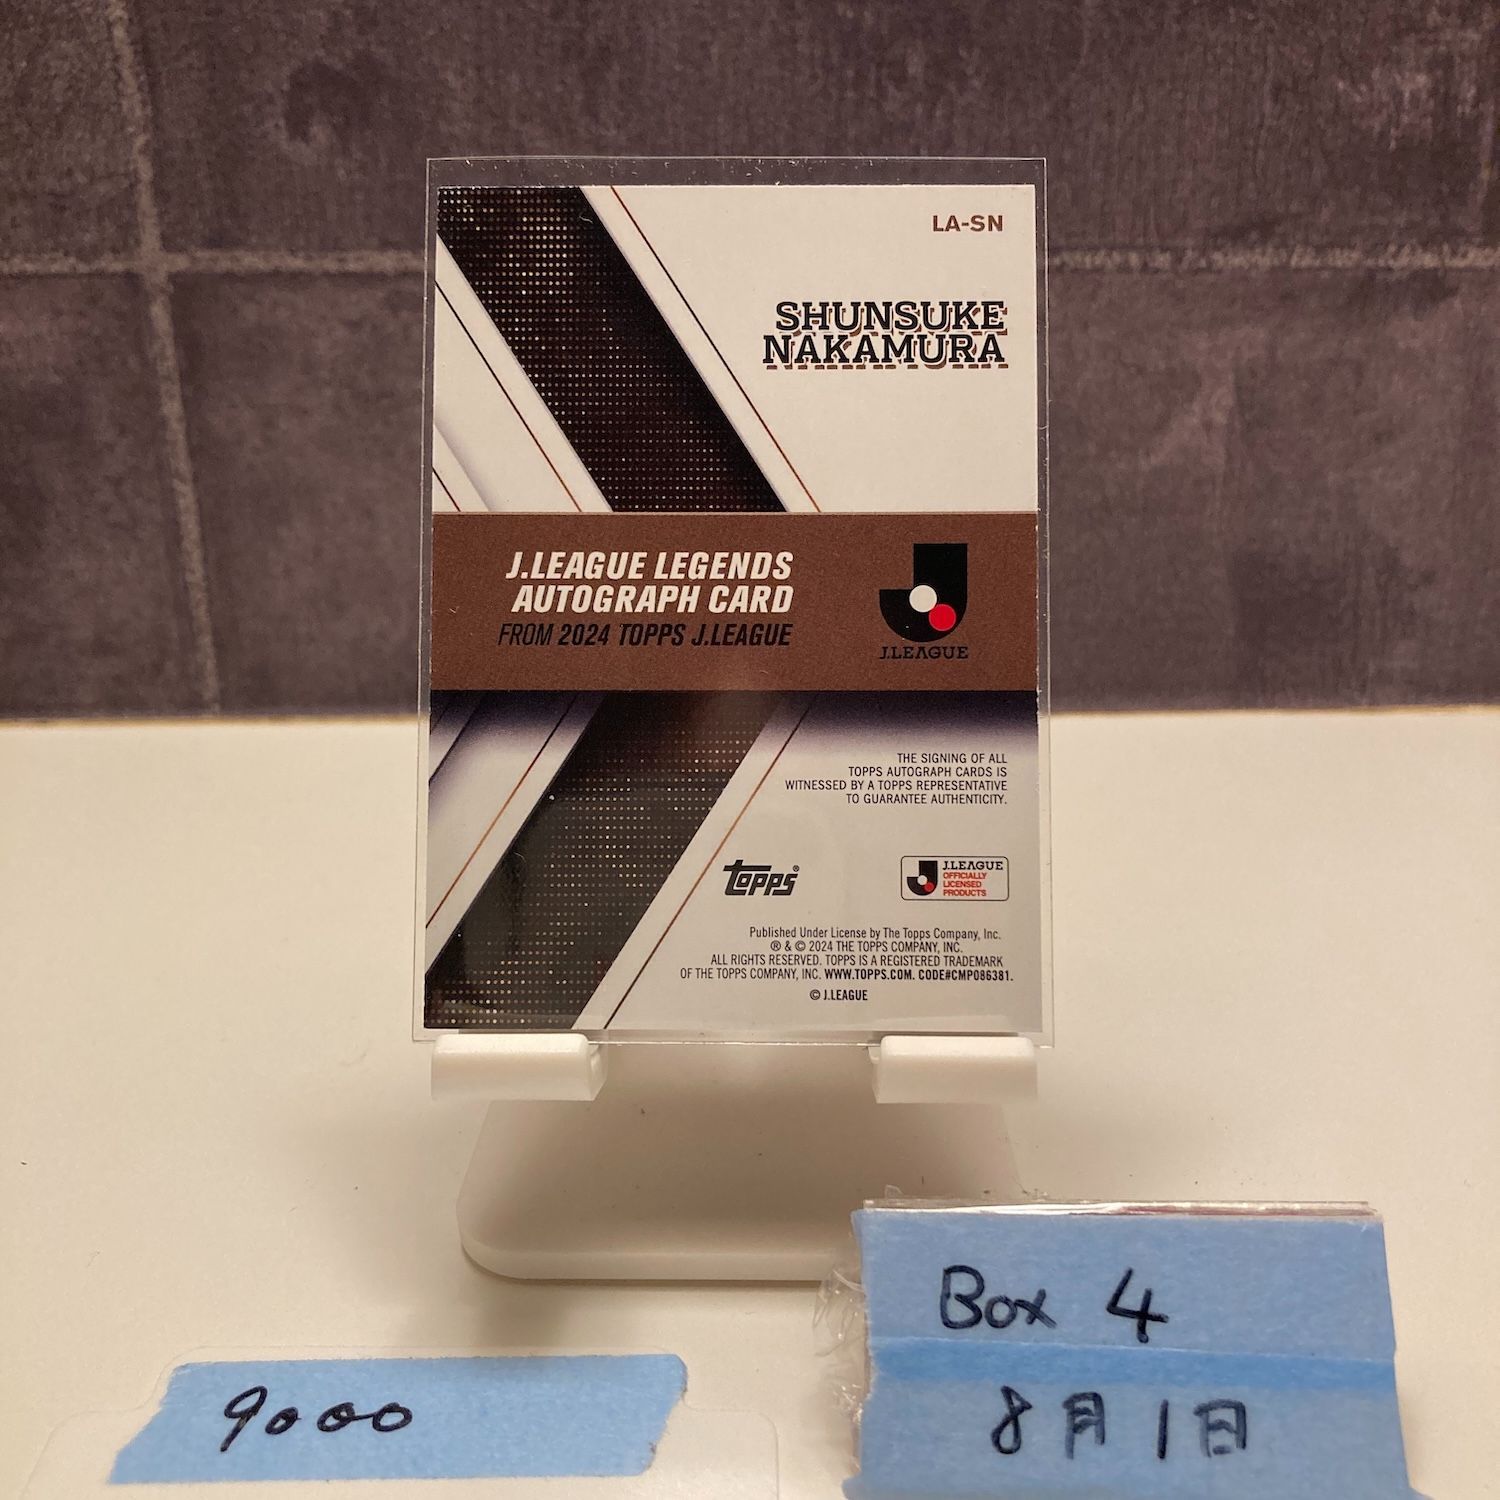 LA-SN
SHUNSUKE
NAKAMURA
J.LEAGUE LEGENDS
AUTOGRAPH CARD
FROM 2024 TOPPS J.LEAGUE
J.LEAGUE
THE SIGNING OF ALL
TOPPS AUTOGRAPH CARDS IS
WITNESSED BY A TOPPS REPRESENTATIVE
TO GUARANTEE AUTHENTICITY.
Topps®
J.LEAGUE
OFFICIALLY
LICENSED
PRODUCTS
Published Under License by The Topps Company, Inc.
® & © 2024 THE TOPPS COMPANY, INC.
ALL RIGHTS RESERVED. TOPPS IS A REGISTERED TRADEMARK
OF THE TOPPS COMPANY, INC. WWW.TOPPS.COM. CODE#CMP086381.
© J.LEAGUE
Box 4
8月1日
9000